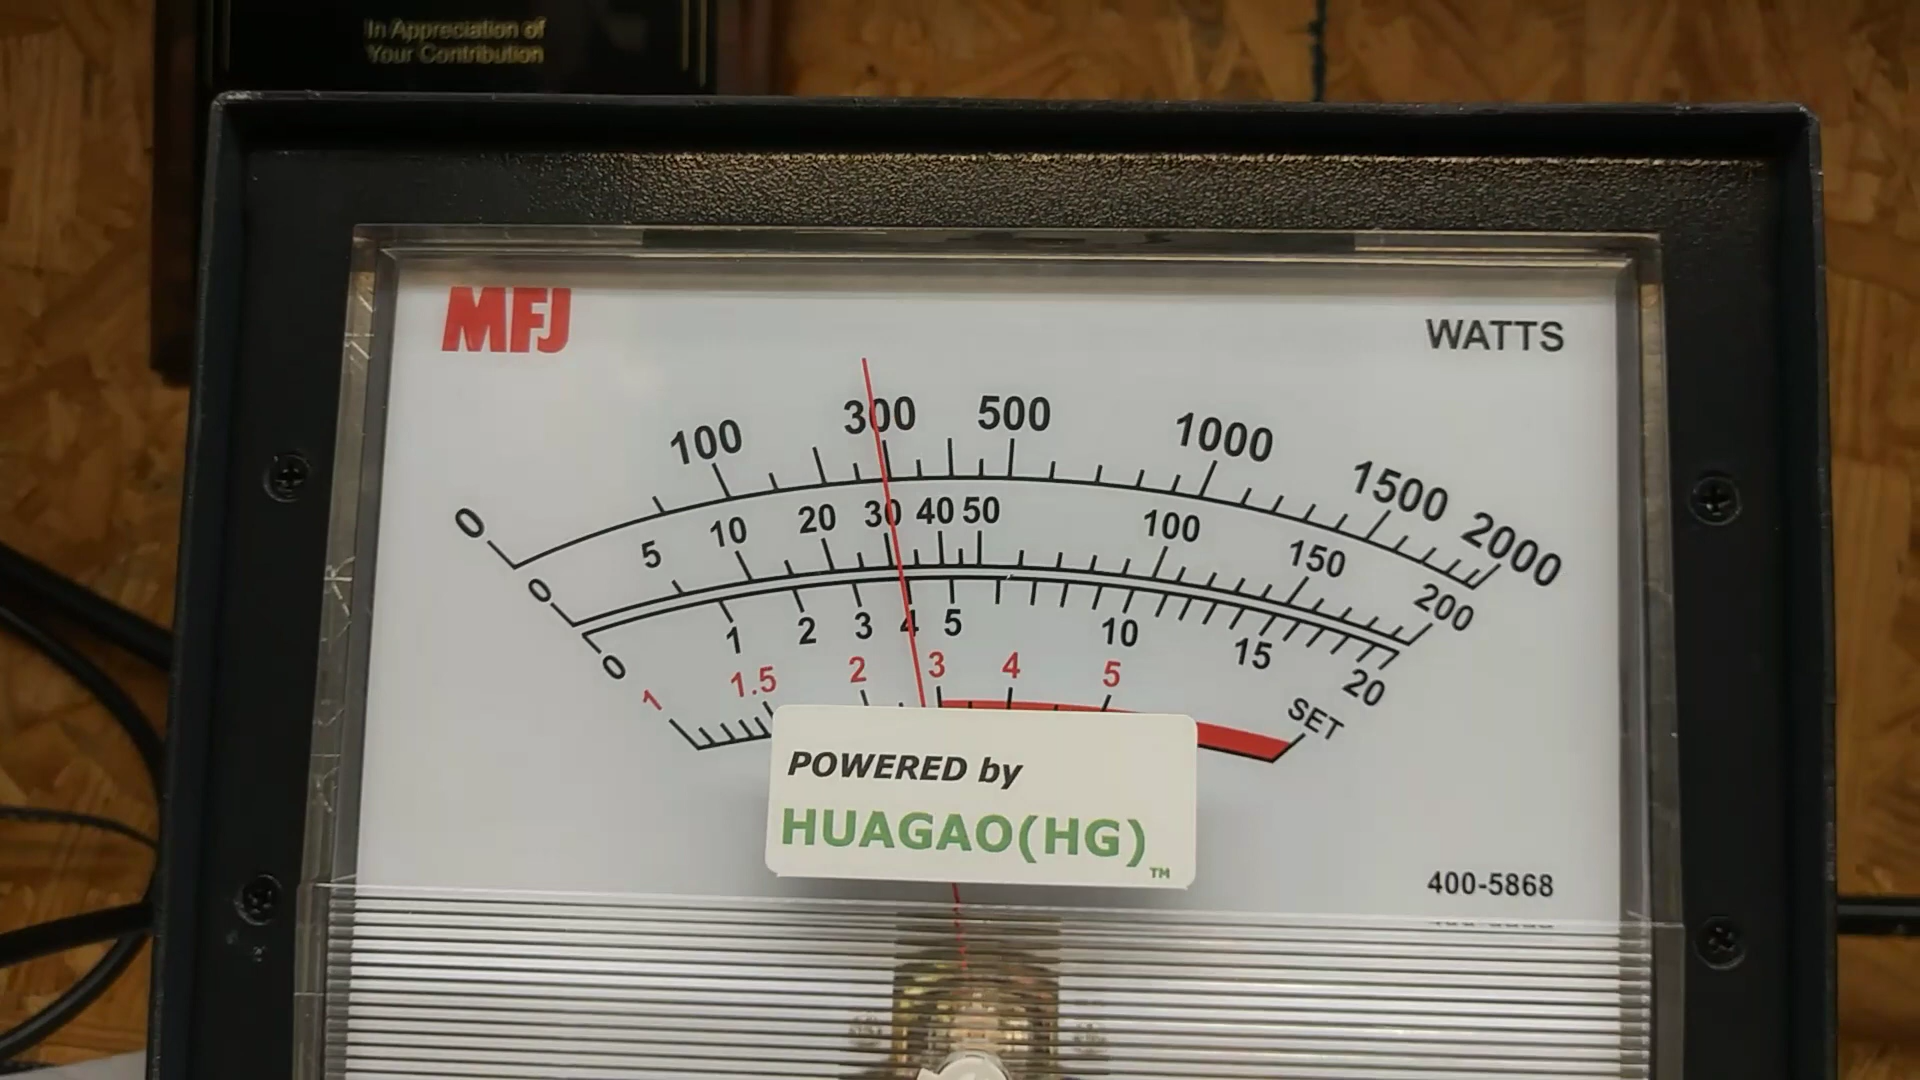 In Appreciation of
Your Contribution
MFJ
WATTS
0 100 300 500 1000 1500 2000
0 5 10 20 30 40 50 100 150 200
0 1 2 3 4 5 10 15 20
1 1.5 2 3 4 5 SET
POWERED by
HUAGAO(HG)™
400-5868